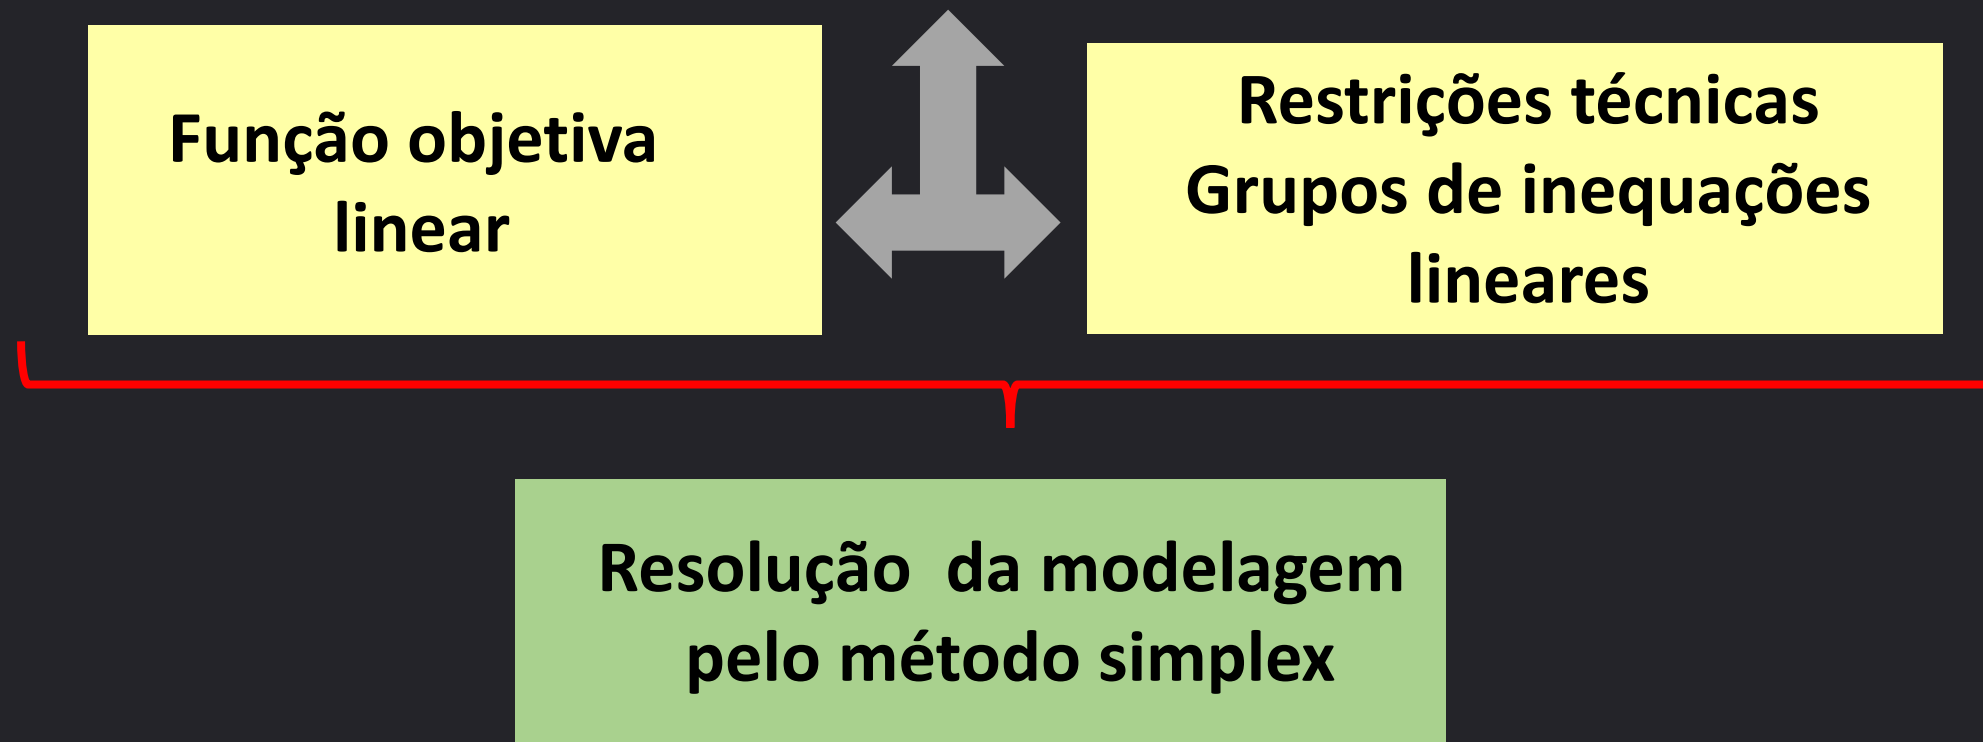 Função objetiva
linear
Restrições técnicas
Grupos de inequações
lineares
Resolução  da modelagem
pelo método simplex